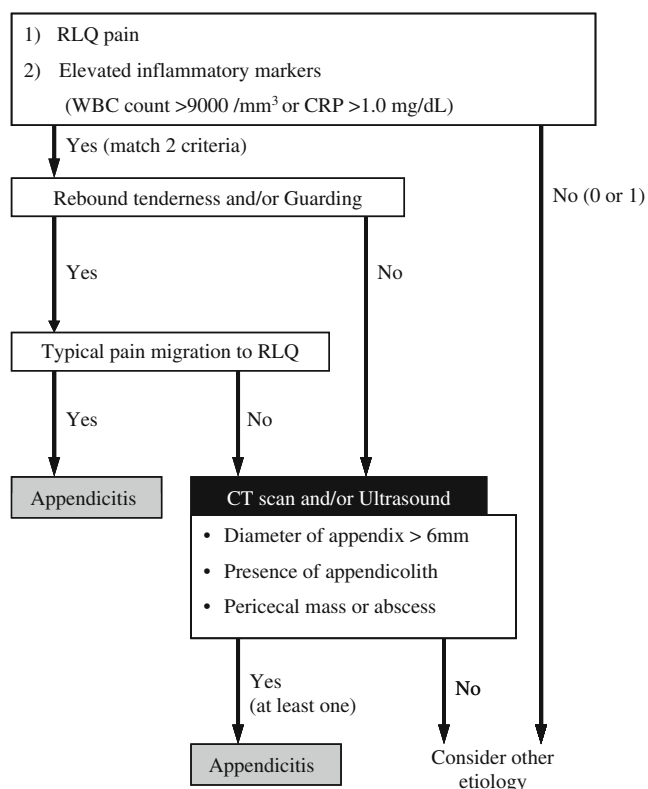 1) RLQ pain
2) Elevated inflammatory markers
(WBC count >9000 /mm³ or CRP >1.0 mg/dL)
Yes (match 2 criteria)
No (0 or 1)
Rebound tenderness and/or Guarding
Yes
No
Typical pain migration to RLQ
Yes
No
Appendicitis
CT scan and/or Ultrasound
• Diameter of appendix > 6mm
• Presence of appendicolith
• Pericecal mass or abscess
Yes
(at least one)
No
Appendicitis
Consider other
etiology